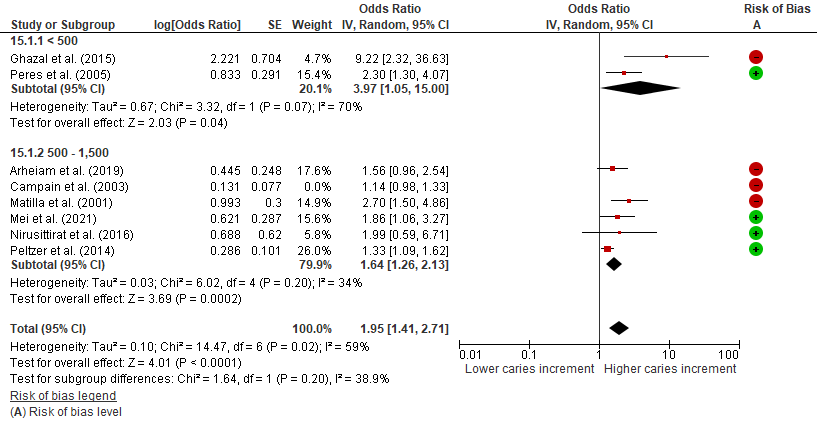 Odds Ratio Odds Ratio Risk of Bias
Study or Subgroup log[Odds Ratio] SE Weight IV, Random, 95% CI IV, Random, 95% CI A
15.1.1 < 500
Ghazal et al. (2015) 2.221 0.704 4.7% 9.22 [2.32, 36.63]
Peres et al. (2005) 0.833 0.291 15.4% 2.30 [1.30, 4.07]
Subtotal (95% CI) 20.1% 3.97 [1.05, 15.00]
Heterogeneity: Tau² = 0.67; Chi² = 3.32, df = 1 (P = 0.07); I² = 70%
Test for overall effect: Z = 2.03 (P = 0.04)
15.1.2 500 - 1,500
Arheiam et al. (2019) 0.445 0.248 17.6% 1.56 [0.96, 2.54]
Campain et al. (2003) 0.131 0.077 0.0% 1.14 [0.98, 1.33]
Matilla et al. (2001) 0.993 0.3 14.9% 2.70 [1.50, 4.86]
Mei et al. (2021) 0.621 0.287 15.6% 1.86 [1.06, 3.27]
Nirusittirat et al. (2016) 0.688 0.62 5.8% 1.99 [0.59, 6.71]
Peltzer et al. (2014) 0.286 0.101 26.0% 1.33 [1.09, 1.62]
Subtotal (95% CI) 79.9% 1.64 [1.26, 2.13]
Heterogeneity: Tau² = 0.03; Chi² = 6.02, df = 4 (P = 0.20); I² = 34%
Test for overall effect: Z = 3.69 (P = 0.0002)
Total (95% CI) 100.0% 1.95 [1.41, 2.71]
Heterogeneity: Tau² = 0.10; Chi² = 14.47, df = 6 (P = 0.02); I² = 59%
Test for overall effect: Z = 4.01 (P < 0.0001)
Test for subgroup differences: Chi² = 1.64, df = 1 (P = 0.20), I² = 38.9%
0.01 0.1 1 10 100
Lower caries increment Higher caries increment
Risk of bias legend
(A) Risk of bias level